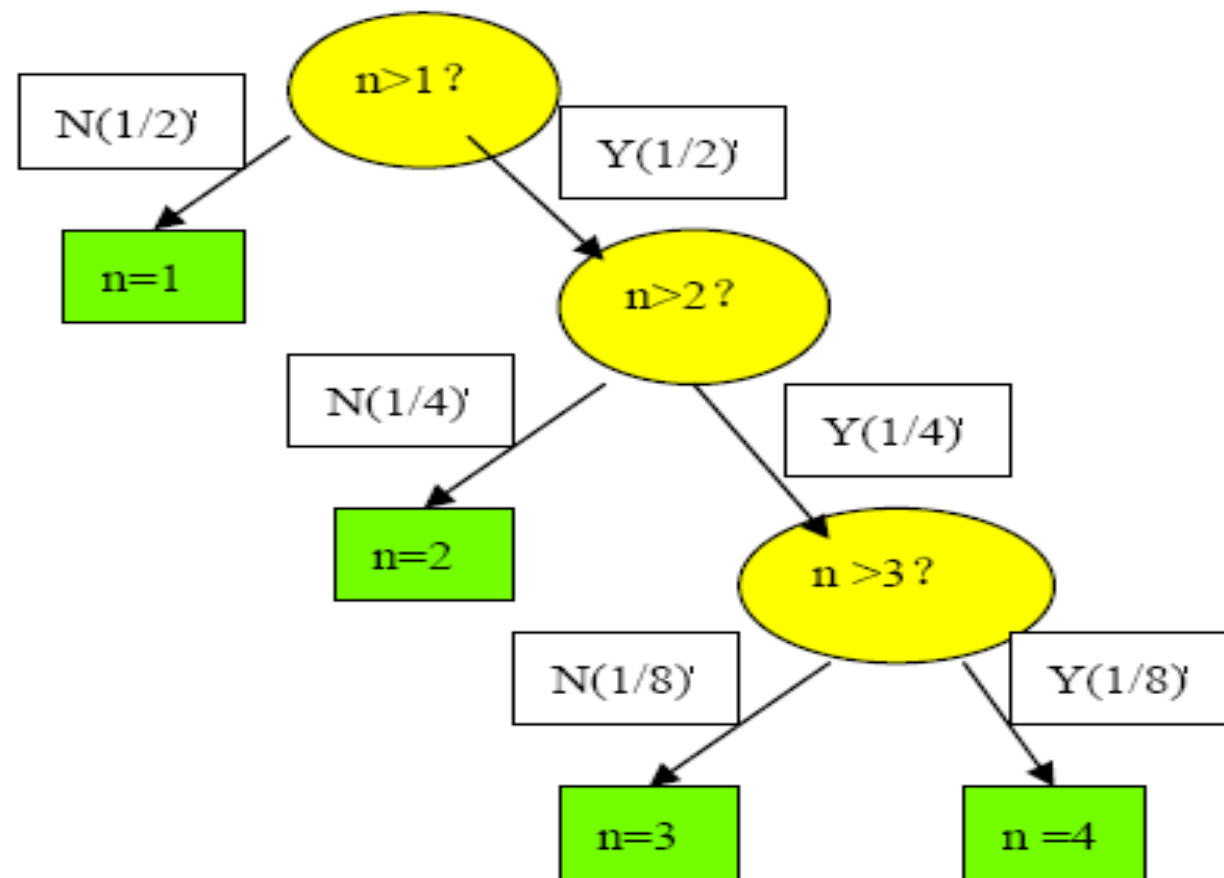 n>1?
N(1/2)'
Y(1/2)'
n=1
n>2?
N(1/4)'
Y(1/4)'
n=2
n >3?
N(1/8)'
Y(1/8)'
n=3
n =4